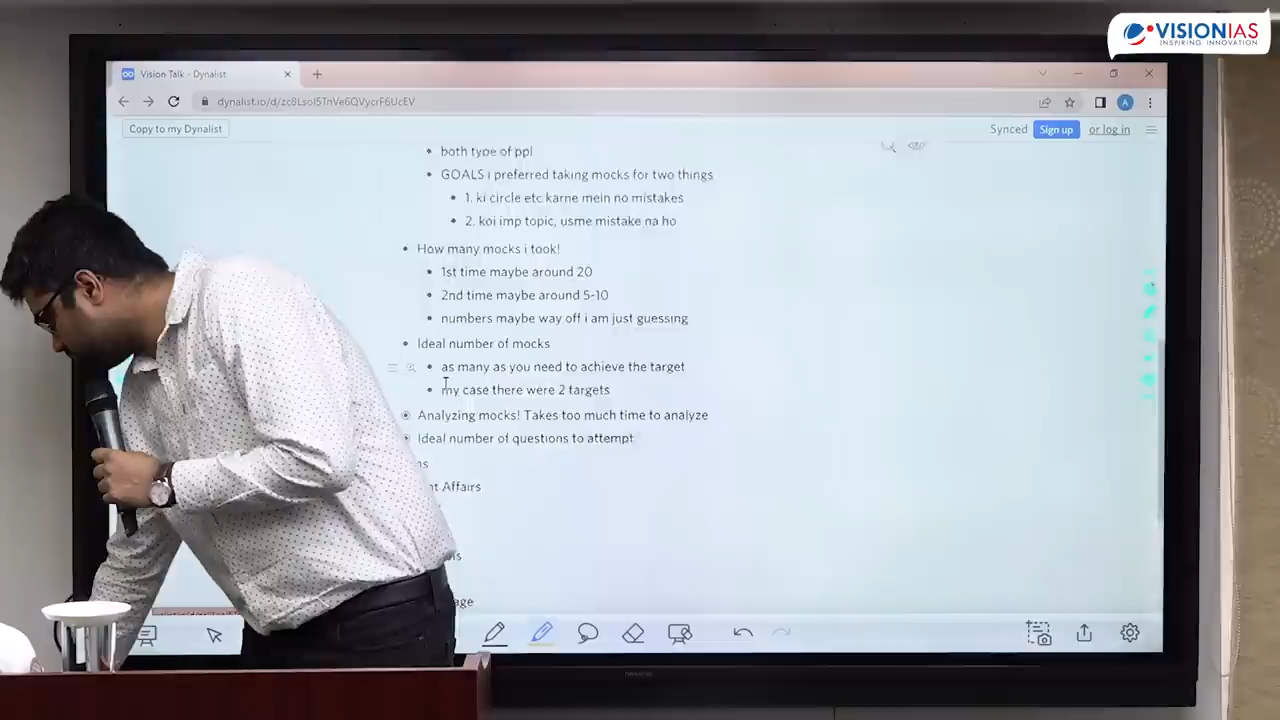 VISIONIAS
INSPIRING INNOVATION
Vision Talk - Dynalist
dynalist.io/d/zc8LsoI5TnVe6QVycrF6UcEV
A
Copy to my Dynalist
Synced
Sign up
or log in
both type of ppl
GOALS i preferred taking mocks for two things
1. ki circle etc karne mein no mistakes
2. koi imp topic, usme mistake na ho
How many mocks i took!
1st time maybe around 20
2nd time maybe around 5-10
numbers maybe way off i am just guessing
Ideal number of mocks
as many as you need to achieve the target
my case there were 2 targets
Analyzing mocks! Takes too much time to analyze
Ideal number of questions to attempt
Affairs